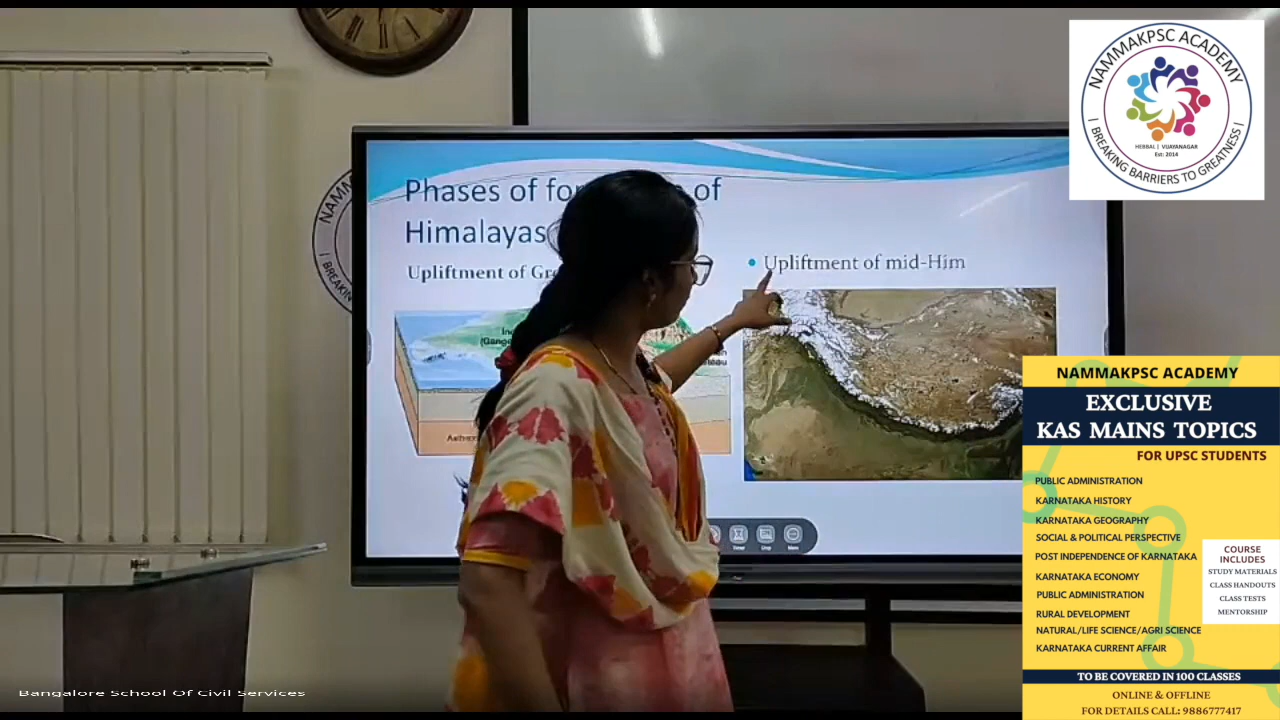 NAMMAKPSC ACADEMY
| BREAKING BARRIERS TO GREATNESS |
HEBBAL | VIJAYANAGAR
Est: 2014
Phases of of
Himalayas
Upliftment of
Upliftment of mid-Him
Timer
Crop
More
NAMMAKPSC ACADEMY
EXCLUSIVE
KAS MAINS TOPICS
FOR UPSC STUDENTS
PUBLIC ADMINISTRATION
KARNATAKA HISTORY
KARNATAKA GEOGRAPHY
SOCIAL & POLITICAL PERSPECTIVE
POST INDEPENDENCE OF KARNATAKA
KARNATAKA ECONOMY
PUBLIC ADMINISTRATION
RURAL DEVELOPMENT
NATURAL/LIFE SCIENCE/AGRI SCIENCE
KARNATAKA CURRENT AFFAIR
COURSE
INCLUDES
STUDY MATERIALS
CLASS HANDOUTS
CLASS TESTS
MENTORSHIP
TO BE COVERED IN 100 CLASSES
ONLINE & OFFLINE
FOR DETAILS CALL: 9886777417
Bangalore School Of Civil Services